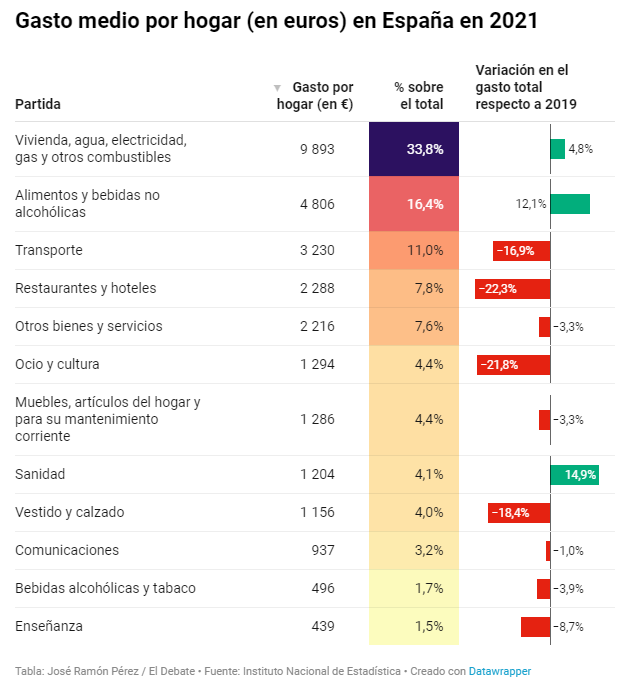 Gasto medio por hogar (en euros) en España en 2021
Partida
▼ Gasto por
hogar (en €)
% sobre
el total
Variación en el
gasto total
respecto a 2019
Vivienda, agua, electricidad,
gas y otros combustibles
9 893
33,8%
4,8%
Alimentos y bebidas no
alcohólicas
4 806
16,4%
12,1%
Transporte
3 230
11,0%
−16,9%
Restaurantes y hoteles
2 288
7,8%
−22,3%
Otros bienes y servicios
2 216
7,6%
−3,3%
Ocio y cultura
1 294
4,4%
−21,8%
Muebles, artículos del hogar y
para su mantenimiento
corriente
1 286
4,4%
−3,3%
Sanidad
1 204
4,1%
14,9%
Vestido y calzado
1 156
4,0%
−18,4%
Comunicaciones
937
3,2%
−1,0%
Bebidas alcohólicas y tabaco
496
1,7%
−3,9%
Enseñanza
439
1,5%
−8,7%
Tabla: José Ramón Pérez / El Debate • Fuente: Instituto Nacional de Estadística • Creado con Datawrapper